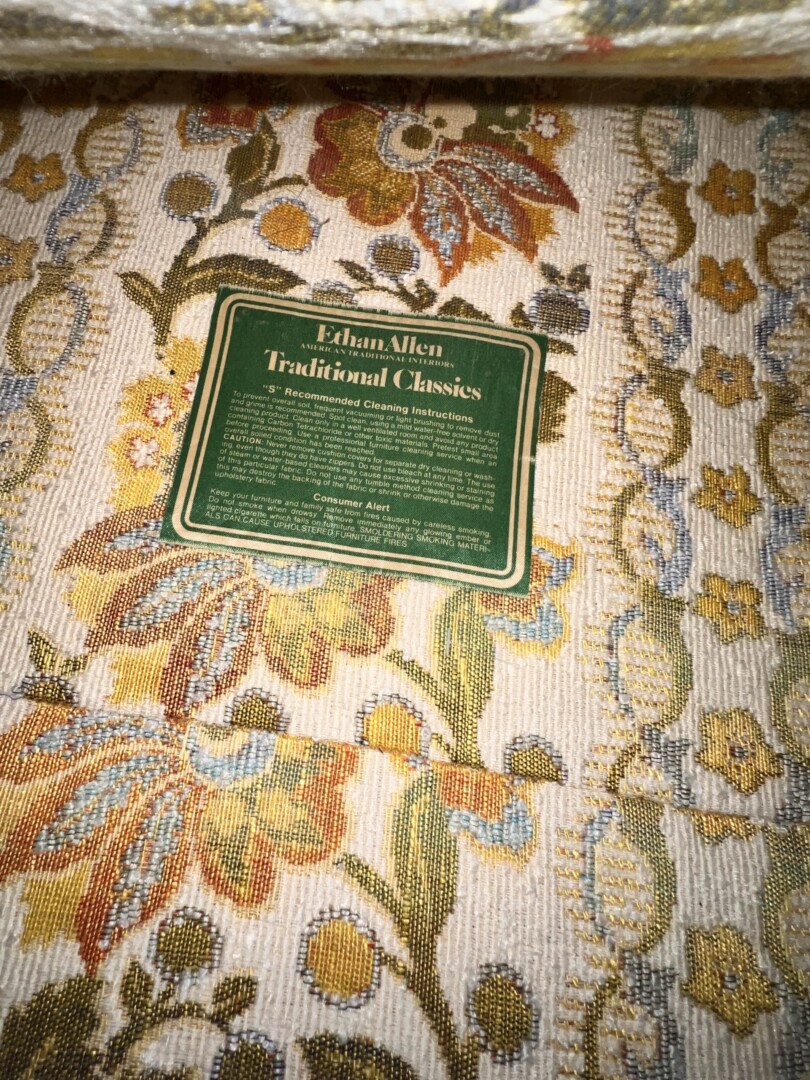 Ethan Allen
AMERICAN TRADITIONAL INTERIORS
Traditional Classics
"S" Recommended Cleaning Instructions
To prevent overall soil, frequent vacuuming or light brushing to remove dust
and grime is recommended. Spot clean, using a mild water-free solvent or dry
cleaning product. Clean only in a well ventilated room and avoid any product
containing Carbon Tetrachloride or other toxic materials. Pretest small area
before proceeding. Use a professional furniture cleaning service when an
overall soiled condition has been reached.
CAUTION: Never remove cushion covers for separate dry cleaning or wash-
ing, even though they do have zippers. Do not use bleach at any time. The use
of steam or water-based cleaners may cause excessive shrinking or staining
of this particular fabric. Do not use any tumble method cleaning service as
this may destroy the backing of the fabric or shrink or otherwise damage the
upholstery fabric.
Consumer Alert
Keep your furniture and family safe from fires caused by careless smoking.
Do not smoke when drowsy. Remove immediately any glowing ember or
lighted cigarette which falls on furniture. SMOLDERING SMOKING MATERI-
ALS CAN CAUSE UPHOLSTERED FURNITURE FIRES